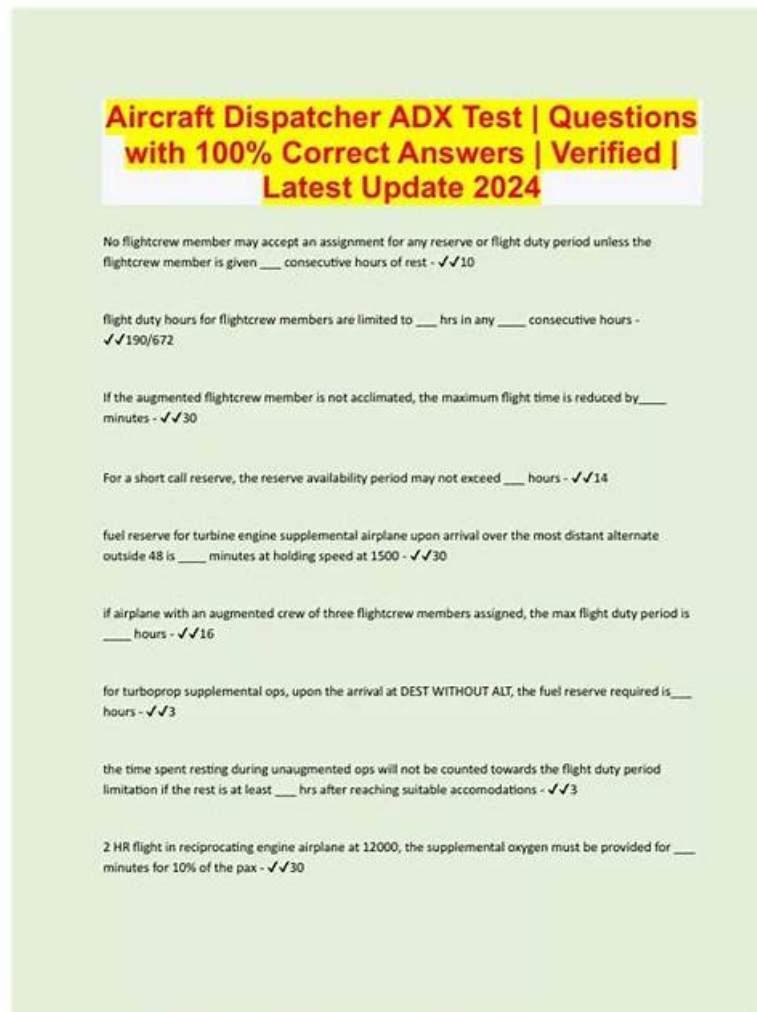 Aircraft Dispatcher ADX Test | Questions
with 100% Correct Answers | Verified |
Latest Update 2024
No flightcrew member may accept an assignment for any reserve or flight duty period unless the
flightcrew member is given ___ consecutive hours of rest - ✓✓10
flight duty hours for flightcrew members are limited to ___ hrs in any ____ consecutive hours -
✓✓190/672
If the augmented flightcrew member is not acclimated, the maximum flight time is reduced by____
minutes - ✓✓30
For a short call reserve, the reserve availability period may not exceed ___ hours - ✓✓14
fuel reserve for turbine engine supplemental airplane upon arrival over the most distant alternate
outside 48 is ____ minutes at holding speed at 1500 - ✓✓30
if airplane with an augmented crew of three flightcrew members assigned, the max flight duty period is
____ hours - ✓✓16
for turboprop supplemental ops, upon the arrival at DEST WITHOUT ALT, the fuel reserve required is___
hours - ✓✓3
the time spent resting during unaugmented ops will not be counted towards the flight duty period
limitation if the rest is at least ___ hrs after reaching suitable accomodations - ✓✓3
2 HR flight in reciprocating engine airplane at 12000, the supplemental oxygen must be provided for ___
minutes for 10% of the pax - ✓✓30